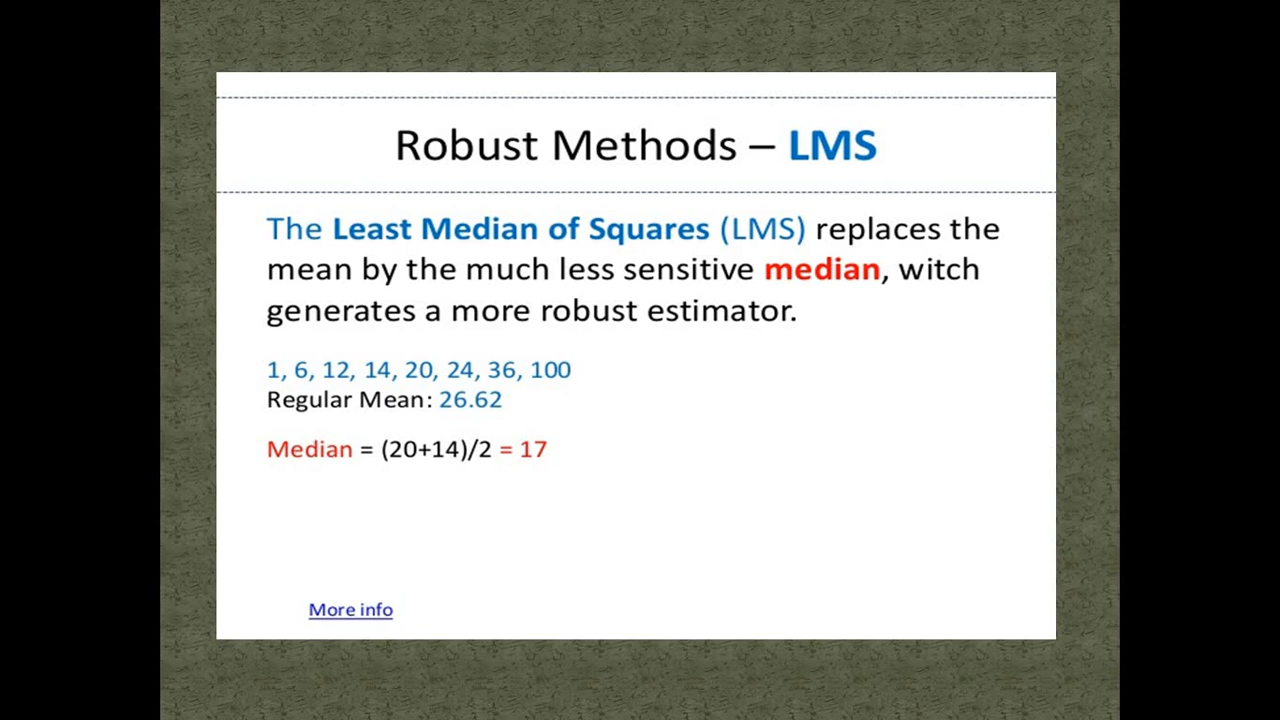 Robust Methods – LMS
The Least Median of Squares (LMS) replaces the
mean by the much less sensitive median, witch
generates a more robust estimator.
1, 6, 12, 14, 20, 24, 36, 100
Regular Mean: 26.62
Median = (20+14)/2 = 17
More info